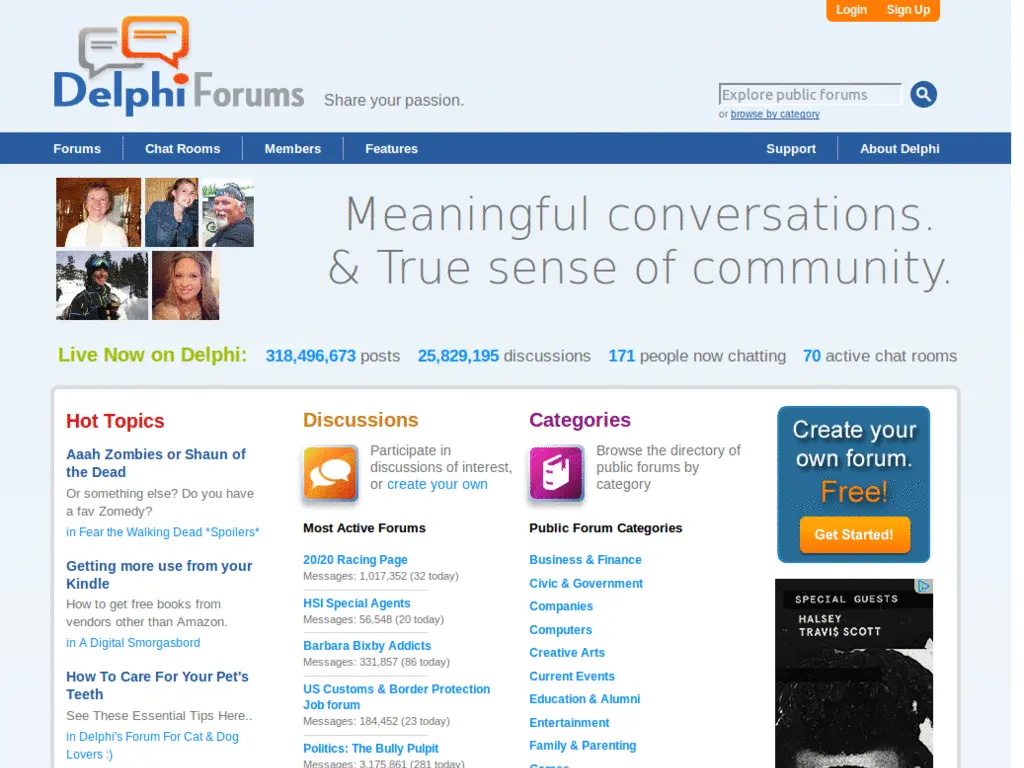 Login Sign Up
Delphi Forums
Share your passion.
Explore public forums
or browse by category
Forums Chat Rooms Members Features Support About Delphi
Meaningful conversations.
& True sense of community.
Live Now on Delphi: 318,496,673 posts 25,829,195 discussions 171 people now chatting 70 active chat rooms
Hot Topics
Aaah Zombies or Shaun of
the Dead
Or something else? Do you have
a fav Zomedy?
in Fear the Walking Dead *Spoilers*
Getting more use from your
Kindle
How to get free books from
vendors other than Amazon.
in A Digital Smorgasbord
How To Care For Your Pet's
Teeth
See These Essential Tips Here..
in Delphi's Forum For Cat & Dog
Lovers :)
Discussions
Participate in
discussions of interest,
or create your own
Most Active Forums
20/20 Racing Page
Messages: 1,017,352 (32 today)
HSI Special Agents
Messages: 56,548 (20 today)
Barbara Bixby Addicts
Messages: 331,857 (86 today)
US Customs & Border Protection
Job forum
Messages: 184,452 (23 today)
Politics: The Bully Pulpit
Messages: 3,175,861 (281 today)
Categories
Browse the directory of
public forums by
category
Public Forum Categories
Business & Finance
Civic & Government
Companies
Computers
Creative Arts
Current Events
Education & Alumni
Entertainment
Family & Parenting
Games
Create your
own forum.
Free!
Get Started!
SPECIAL GUESTS
HALSEY
TRAVI$ SCOTT